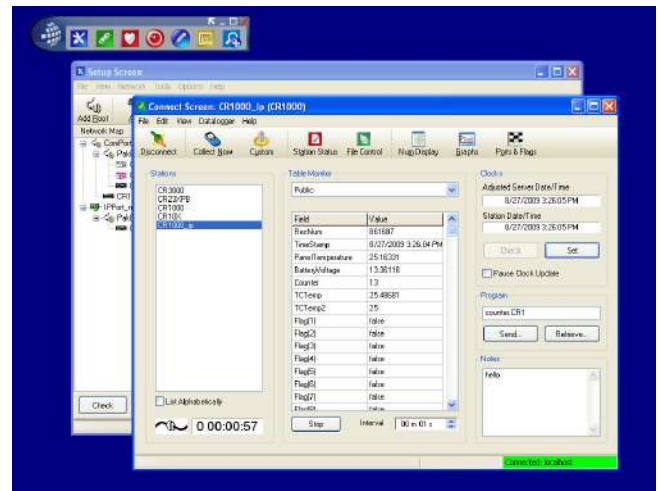 Setup Screen
File View Network Tools Options Help
Add Root
Network Map
ComPort
IPPort
Check
Connect Screen: CR1000_Ip (CR1000)
File Edit View Datalogger Help
Disconnect Collect Now Custom Station Status File Control Num Display Graphs Ports & Flags
Stations
CR3000
CR23XPB
CR1000
CR10X
CR1000_Ip
List Alphabetically
0 00:00:57
Table Monitor
Public
Field Value
RecNum 861687
TimeStamp 8/27/2009 3:26:04 PM
PanelTemperature 25.16331
BatteryVoltage 13.36118
Counter 13
TCTemp 25.48681
TCTemp2 25
Flag(1) false
Flag(2) false
Flag(3) false
Flag(4) false
Flag(5) false
Flag(6) false
Flag(7) false
Flag(8) false
Stop Interval 00 m 01 s
Clocks
Adjusted Server Date/Time
8/27/2009 3:26:05 PM
Station Date/Time
8/27/2009 3:26:05 PM
Check Set
Pause Clock Update
Program
counter.CR1
Send... Retrieve...
Notes
hello
Connected: localhost